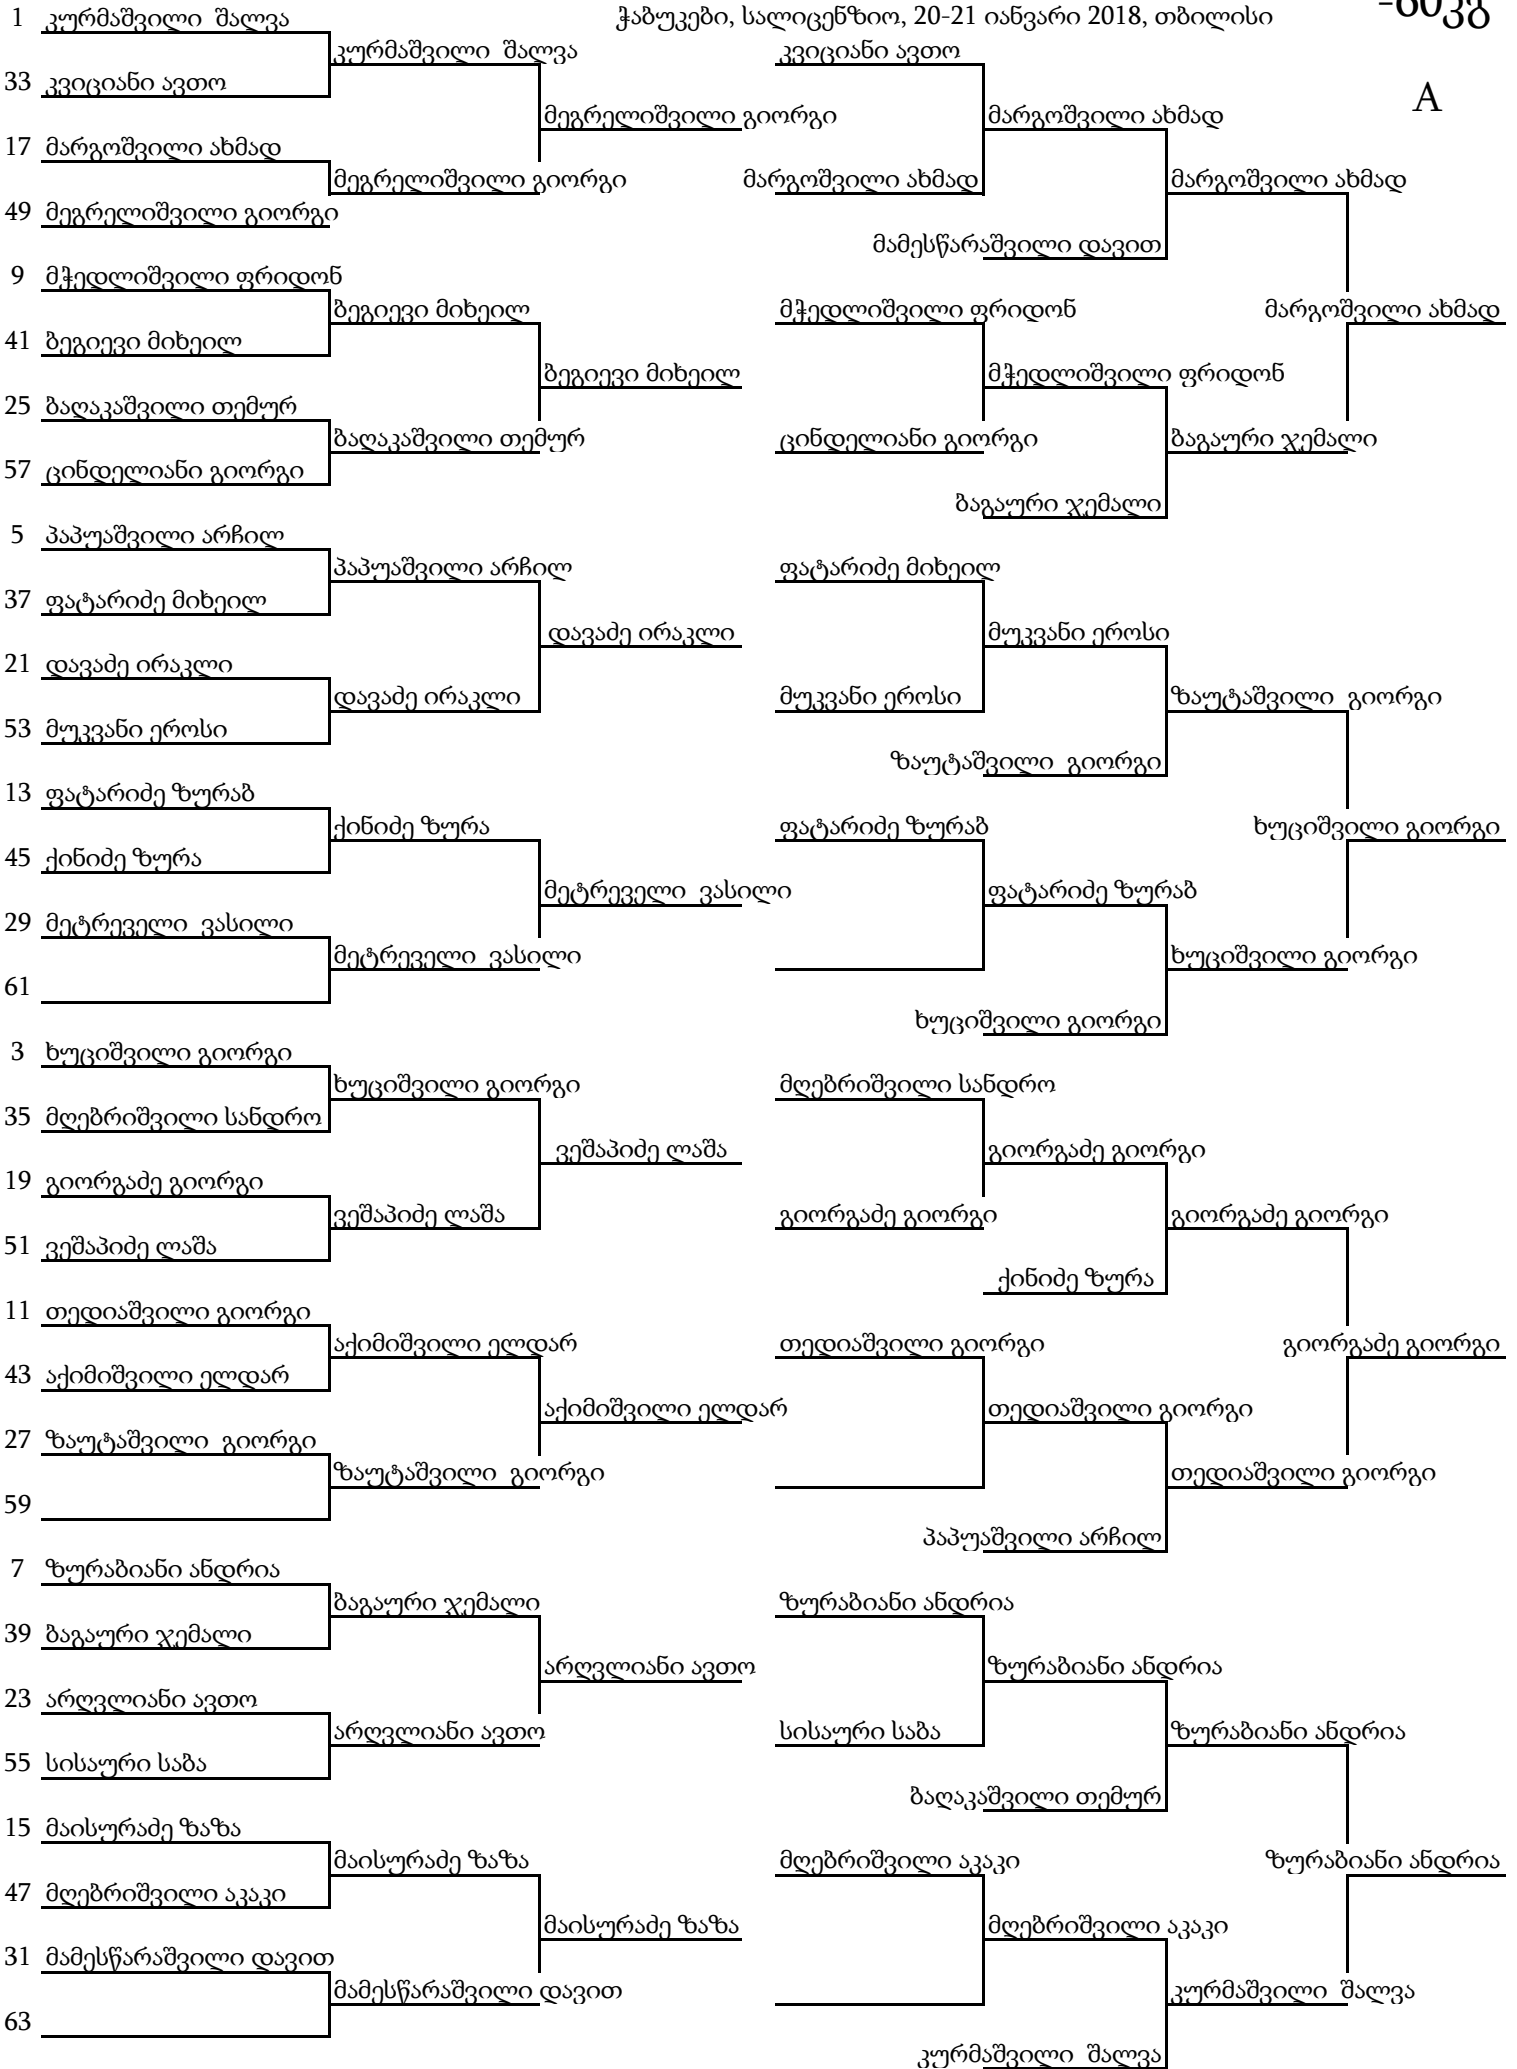 ჭაბუკები, სალიცენზიო, 20-21 იანვარი 2018, თბილისი
-60კგ
A
1 კურმაშვილი შალვა
კურმაშვილი შალვა
33 კვიციანი ავთო
მეგრელიშვილი გიორგი
17 მარგოშვილი ახმად
მეგრელიშვილი გიორგი
49 მეგრელიშვილი გიორგი
9 მჭედლიშვილი ფრიდონ
ბეგიევი მიხეილ
41 ბეგიევი მიხეილ
ბეგიევი მიხეილ
25 ბაღაკაშვილი თემურ
ბაღაკაშვილი თემურ
57 ცინდელიანი გიორგი
5 პაპუაშვილი არჩილ
პაპუაშვილი არჩილ
37 ფატარიძე მიხეილ
დავაძე ირაკლი
21 დავაძე ირაკლი
დავაძე ირაკლი
53 მუკვანი ეროსი
13 ფატარიძე ზურაბ
ქინიძე ზურა
45 ქინიძე ზურა
მეტრეველი ვასილი
29 მეტრეველი ვასილი
მეტრეველი ვასილი
61
3 ხუციშვილი გიორგი
ხუციშვილი გიორგი
35 მღებრიშვილი სანდრო
ვეშაპიძე ლაშა
19 გიორგაძე გიორგი
ვეშაპიძე ლაშა
51 ვეშაპიძე ლაშა
11 თედიაშვილი გიორგი
აქიმიშვილი ელდარ
43 აქიმიშვილი ელდარ
აქიმიშვილი ელდარ
27 ზაუტაშვილი გიორგი
ზაუტაშვილი გიორგი
59
7 ზურაბიანი ანდრია
ბაგაური ჯემალი
39 ბაგაური ჯემალი
არღვლიანი ავთო
23 არღვლიანი ავთო
არღვლიანი ავთო
55 სისაური საბა
15 მაისურაძე ზაზა
მაისურაძე ზაზა
47 მღებრიშვილი აკაკი
მაისურაძე ზაზა
31 მამესწარაშვილი დავით
მამესწარაშვილი დავით
63
კვიციანი ავთო
მარგოშვილი ახმად
მარგოშვილი ახმად
მარგოშვილი ახმად
მამესწარაშვილი დავით
მჭედლიშვილი ფრიდონ
მარგოშვილი ახმად
მჭედლიშვილი ფრიდონ
ცინდელიანი გიორგი
ბაგაური ჯემალი
ბაგაური ჯემალი
ფატარიძე მიხეილ
მუკვანი ეროსი
მუკვანი ეროსი
ზაუტაშვილი გიორგი
ზაუტაშვილი გიორგი
ფატარიძე ზურაბ
ხუციშვილი გიორგი
ფატარიძე ზურაბ
ხუციშვილი გიორგი
ხუციშვილი გიორგი
მღებრიშვილი სანდრო
გიორგაძე გიორგი
გიორგაძე გიორგი
გიორგაძე გიორგი
ქინიძე ზურა
თედიაშვილი გიორგი
გიორგაძე გიორგი
თედიაშვილი გიორგი
თედიაშვილი გიორგი
პაპუაშვილი არჩილ
ზურაბიანი ანდრია
ზურაბიანი ანდრია
სისაური საბა
ზურაბიანი ანდრია
ბაღაკაშვილი თემურ
მღებრიშვილი აკაკი
ზურაბიანი ანდრია
მღებრიშვილი აკაკი
კურმაშვილი შალვა
კურმაშვილი შალვა